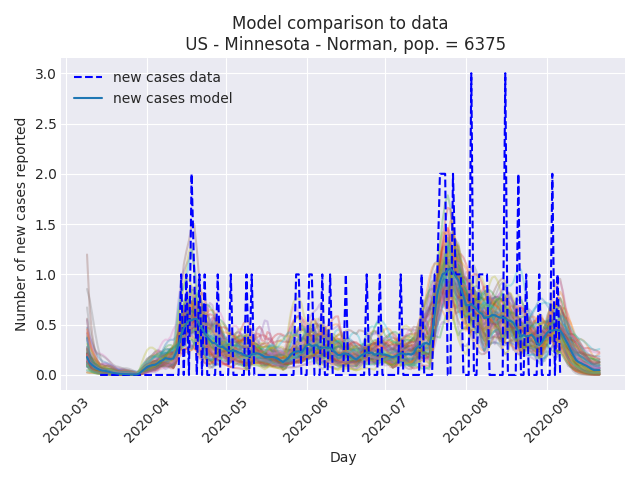 Model comparison to data
US - Minnesota - Norman, pop. = 6375
new cases data
new cases model
Number of new cases reported
3.0
2.5
2.0
1.5
1.0
0.5
0.0
2020-03
2020-04
2020-05
2020-06
2020-07
2020-08
2020-09
Day